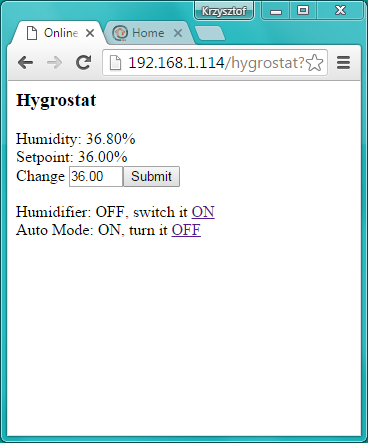 Krzysztof
Online
Home
192.168.1.114/hygrostat?
Hygrostat
Humidity: 36.80%
Setpoint: 36.00%
Change 36.00 Submit
Humidifier: OFF, switch it ON
Auto Mode: ON, turn it OFF